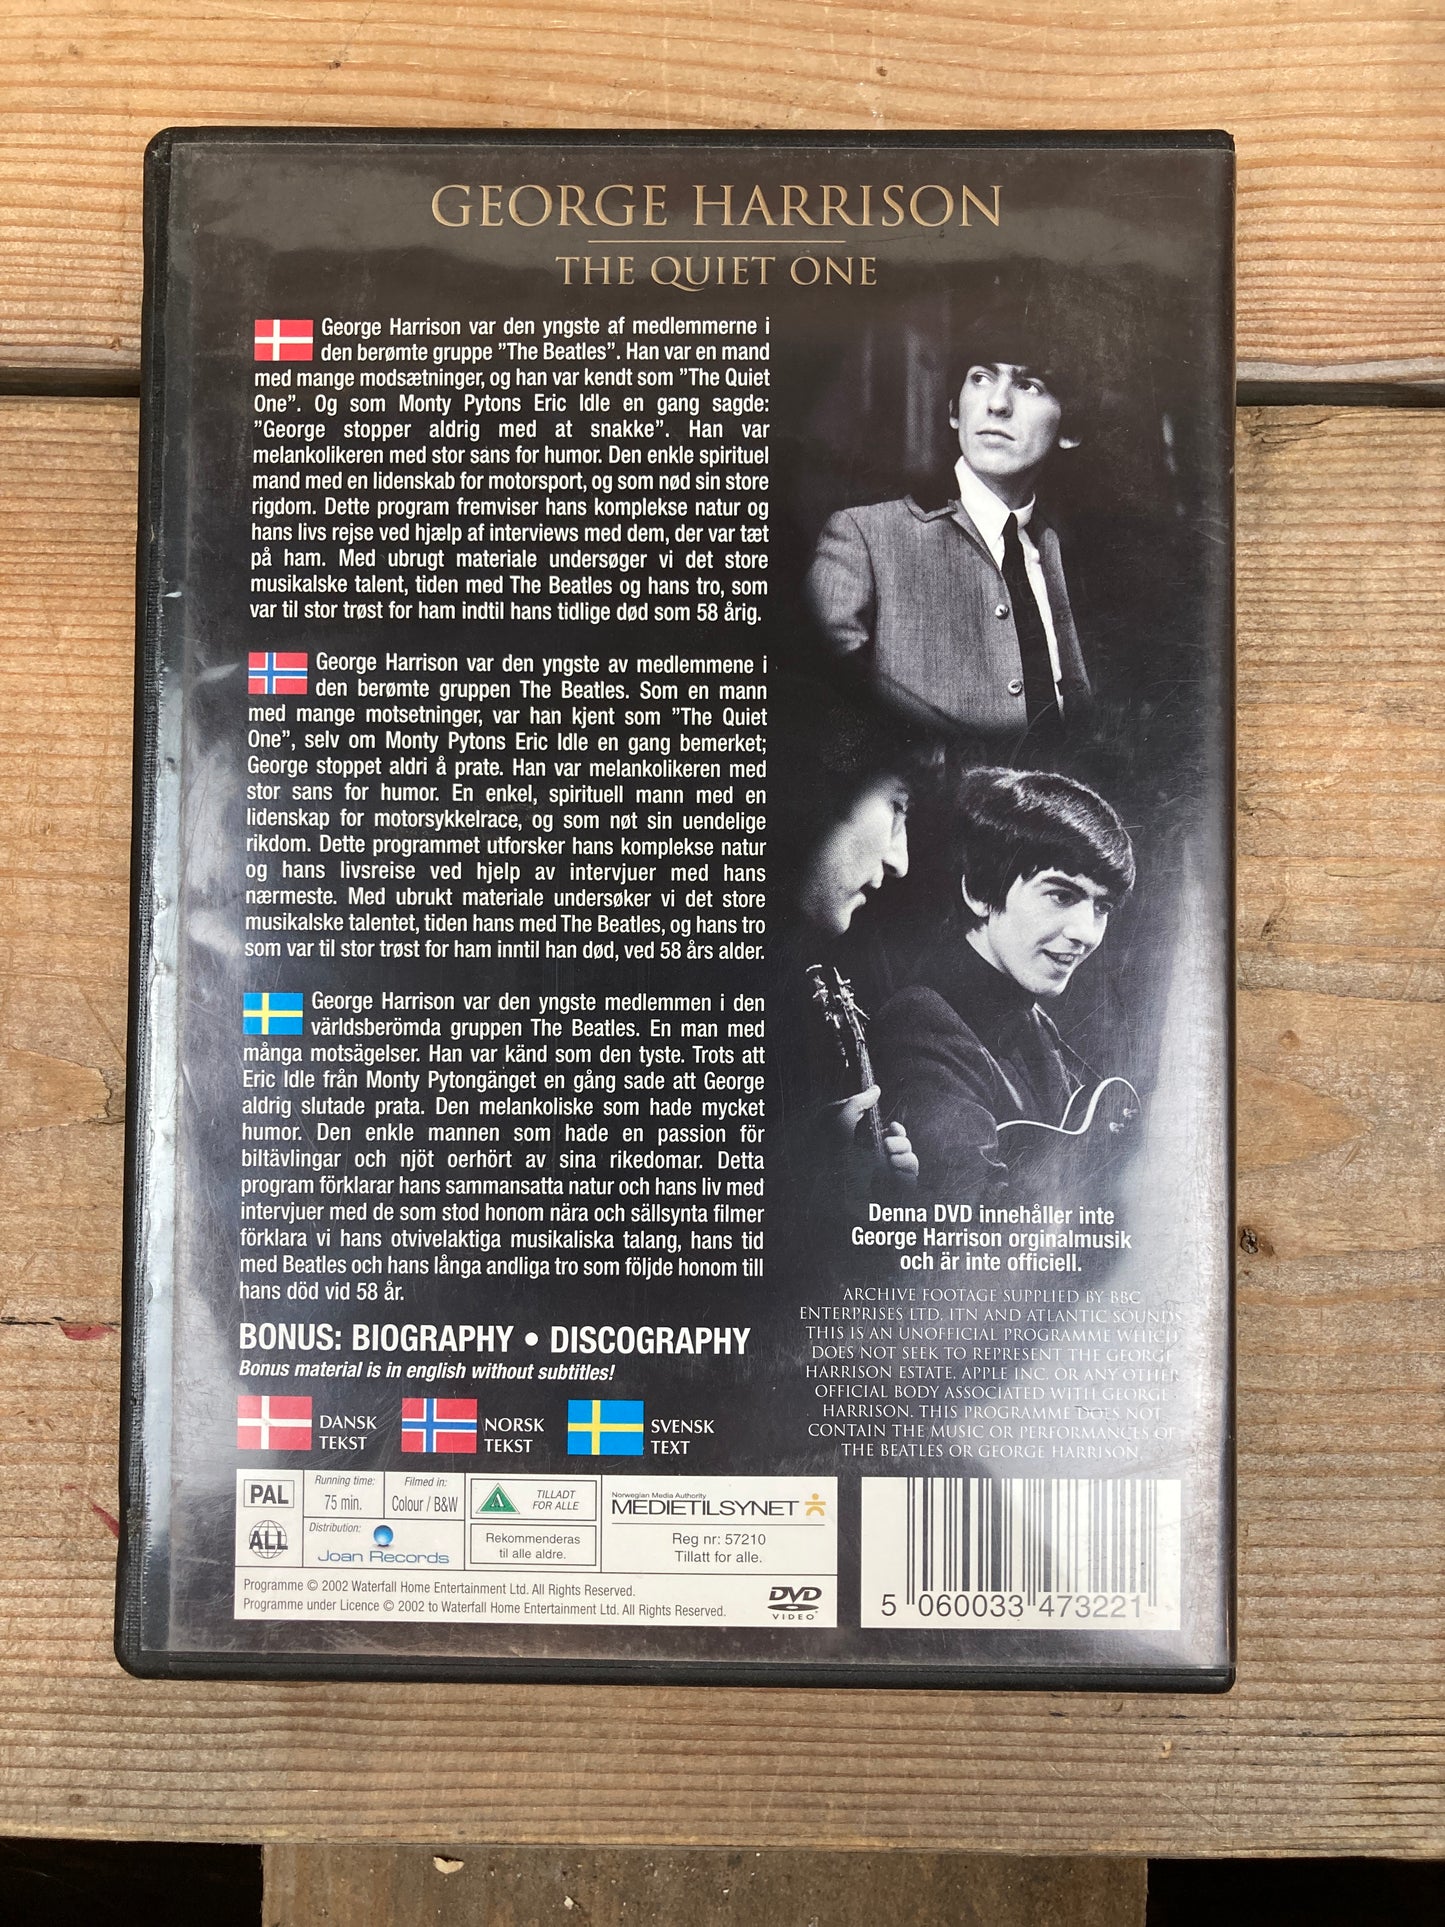 GEORGE HARRISON
THE QUIET ONE
George Harrison var den yngste af medlemmerne i
den berømte gruppe ”The Beatles”. Han var en mand
med mange modsætninger, og han var kendt som ”The Quiet
One”. Og som Monty Pytons Eric Idle en gang sagde:
”George stopper aldrig med at snakke”. Han var
melankolikeren med stor sans for humor. Den enkle spirituel
mand med en lidenskab for motorsport, og som nød sin store
rigdom. Dette program fremviser hans komplekse natur og
hans livs rejse ved hjælp af interviews med dem, der var tæt
på ham. Med ubrugt materiale undersøger vi det store
musikalske talent, tiden med The Beatles og hans tro, som
var til stor trøst for ham indtil hans tidlige død som 58 årig.
George Harrison var den yngste av medlemmene i
den berømte gruppen The Beatles. Som en mann
med mange motsetninger, var han kjent som ”The Quiet
One”, selv om Monty Pytons Eric Idle en gang bemerket;
George stoppet aldri å prate. Han var melankolikeren med
stor sans for humor. En enkel, spirituell mann med en
lidenskap for motorsykkelrace, og som nøt sin uendelige
rikdom. Dette programmet utforsker hans komplekse natur
og hans livsreise ved hjelp av intervjuer med hans
nærmeste. Med ubrukt materiale undersøker vi det store
musikalske talentet, tiden hans med The Beatles, og hans tro
som var til stor trøst for ham inntil han død, ved 58 års alder.
George Harrison var den yngste medlemmen i den
världsberömda gruppen The Beatles. En man med
många motsägelser. Han var känd som den tyste. Trots att
Eric Idle från Monty Pytongänget en gång sade att George
aldrig slutade prata. Den melankoliske som hade mycket
humor. Den enkle mannen som hade en passion för
biltävlingar och njöt oerhört av sina rikedomar. Detta
program förklarar hans sammansatta natur och hans liv med
intervjuer med de som stod honom nära och sällsynta filmer
förklara vi hans otvivelaktiga musikaliska talang, hans tid
med Beatles och hans långa andliga tro som följde honom till
hans död vid 58 år.
BONUS: BIOGRAPHY • DISCOGRAPHY
Bonus material is in english without subtitles!
DANSK
TEKST
NORSK
TEKST
SVENSK
TEXT
Denna DVD innehåller inte
George Harrison orginalmusik
och är inte officiell.
ARCHIVE FOOTAGE SUPPLIED BY BBC
ENTERPRISES LTD, ITN AND ATLANTIC SOUNDS
THIS IS AN UNOFFICIAL PROGRAMME WHICH
DOES NOT SEEK TO REPRESENT THE GEORGE
HARRISON ESTATE, APPLE INC. OR ANY OTHER
OFFICIAL BODY ASSOCIATED WITH GEORGE
HARRISON. THIS PROGRAMME DOES NOT
CONTAIN THE MUSIC OR PERFORMANCES OF
THE BEATLES OR GEORGE HARRISON
PAL
ALL
Running time:
75 min.
Filmed in:
Colour / B&W
Distribution:
Joan Records
A
TILLADT
FOR ALLE
Rekommenderas
til alle aldre.
Norwegian Media Authority
MEDIETILSYNET
Reg nr: 57210
Tillatt for alle.
Programme © 2002 Waterfall Home Entertainment Ltd. All Rights Reserved.
Programme under Licence © 2002 to Waterfall Home Entertainment Ltd. All Rights Reserved.
DVD
VIDEO
5 060033 473221